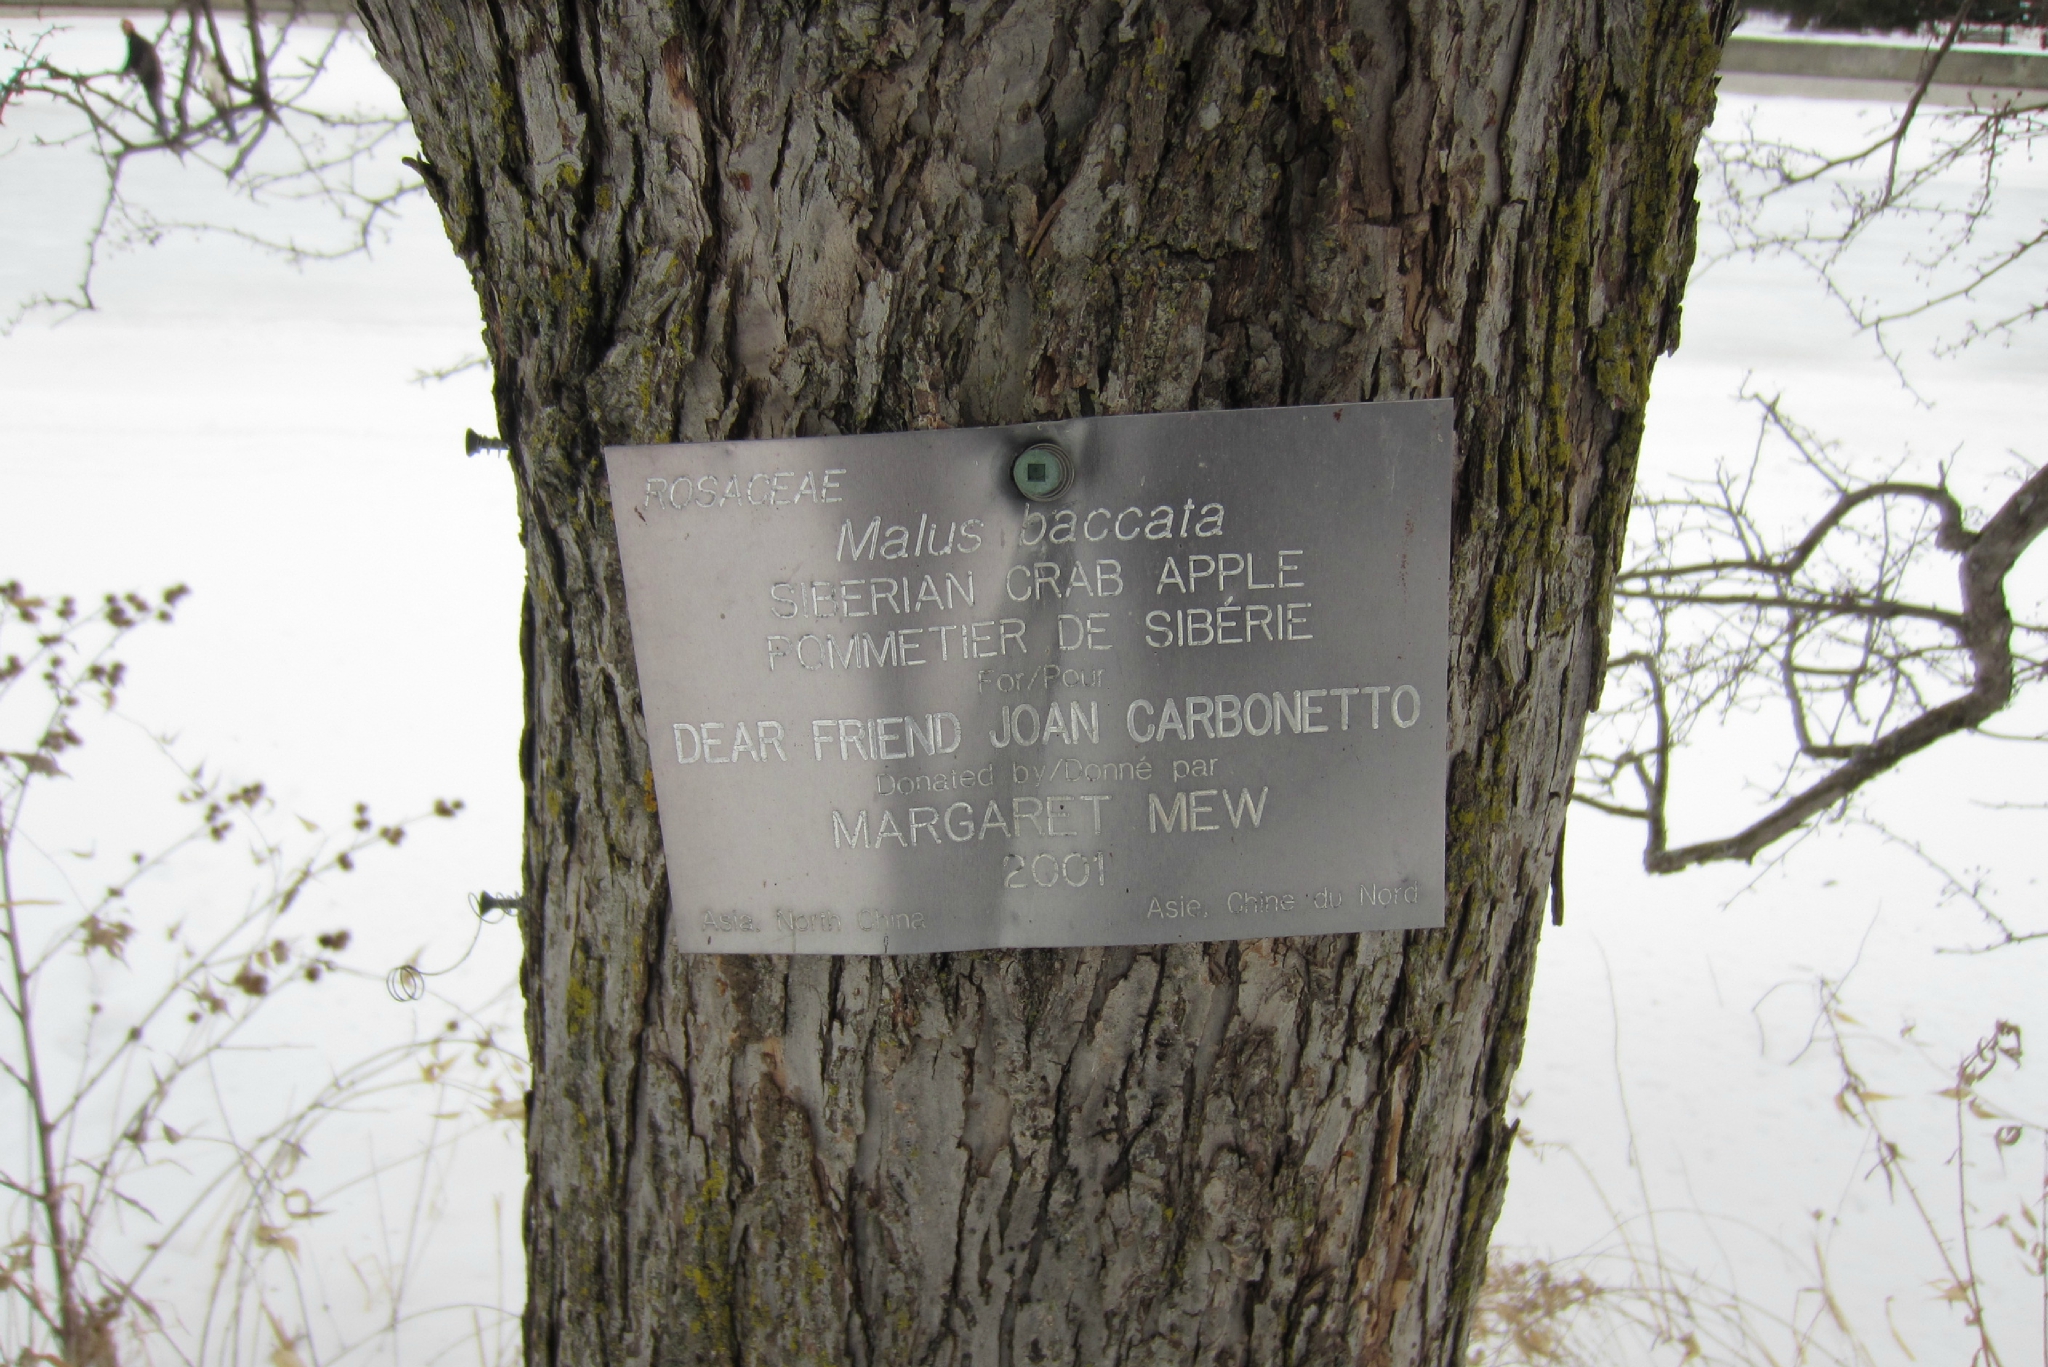 ROSACEAE
Malus baccata
SIBERIAN CRAB APPLE
POMMETIER DE SIBÉRIE
For/Pour
DEAR FRIEND JOAN CARBONETTO
Donated by/Donné par
MARGARET MEW
2001
Asia, North China
Asie, Chine du Nord